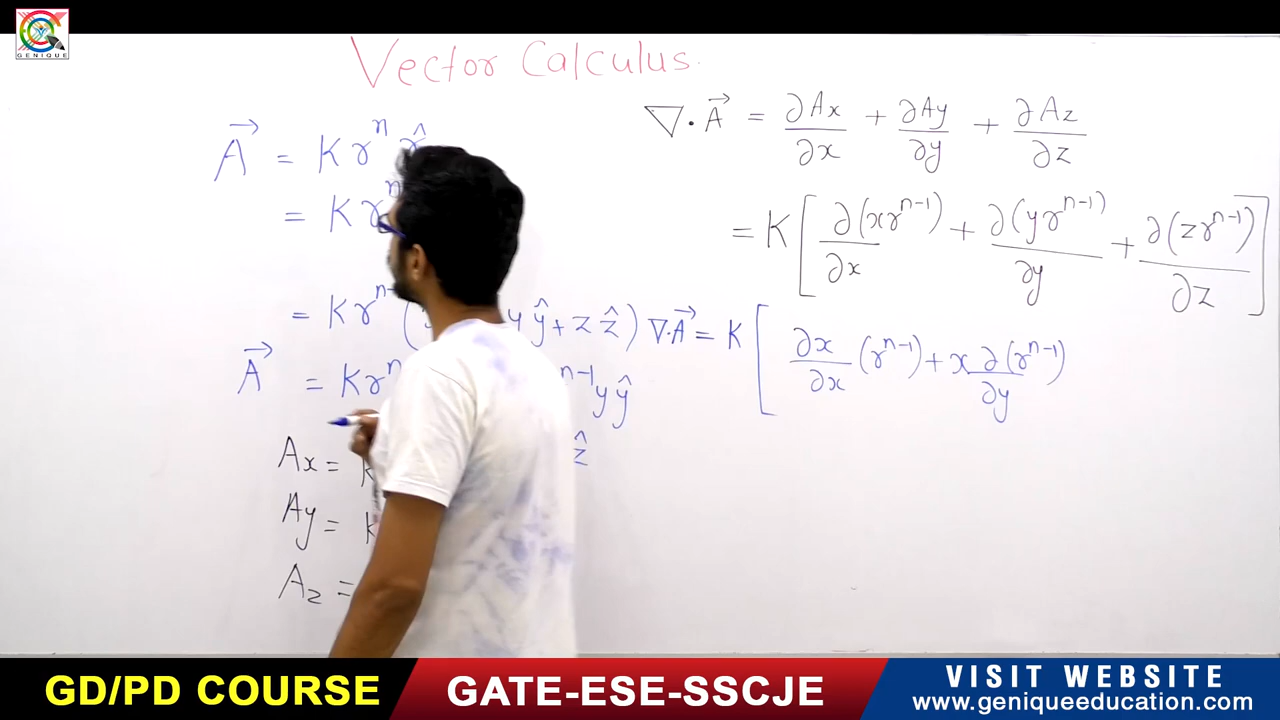 GENIQUE
Vector Calculus.
A⃗ = K r^n r̂
= K r^n
= K r^n- ( y ŷ + z ẑ )
A⃗ = K r^n ^n-1 y ŷ
ẑ
Ax = K
Ay = K
Az =
∇·A⃗ = ∂Ax/∂x + ∂Ay/∂y + ∂Az/∂z
= K [ ∂(x r^n-1)/∂x + ∂(y r^n-1)/∂y + ∂(z r^n-1)/∂z ]
∇·A⃗ = K [ ∂x/∂x (r^n-1) + x ∂(r^n-1)/∂y
GD/PD COURSE
GATE-ESE-SSCJE
VISIT WEBSITE
www.geniqueeducation.com